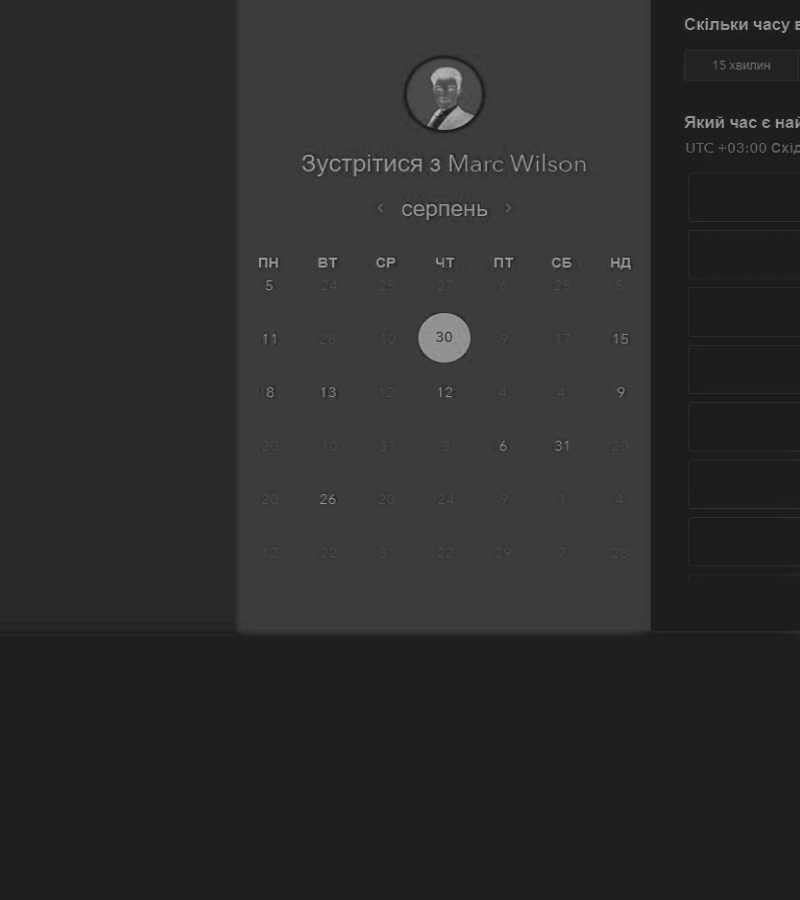 Зустрітися з Marc Wilson
серпень
ПН ВТ СР ЧТ ПТ СБ НД
5 24 25 27 6 25 5
11 28 10 30 9 17 15
8 13 12 12 4 4 9
20 10 31 3 6 31 20
20 26 20 24 9 1 4
12 22 31 22 29 7 28
Скільки часу в
15 хвилин
Який час є най
UTC +03:00 Схід